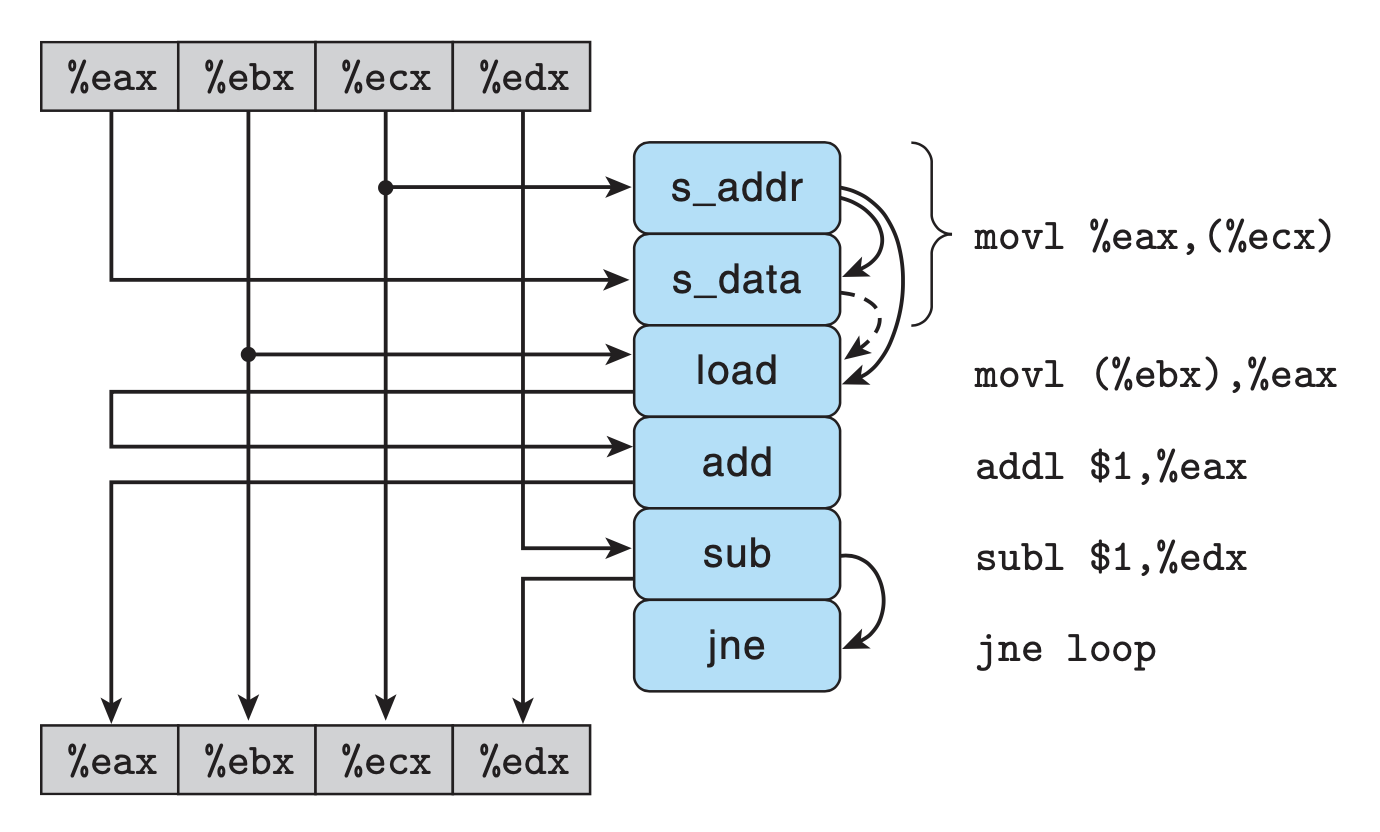 %eax %ebx %ecx %edx
s_addr
movl %eax,(%ecx)
s_data
load
movl (%ebx),%eax
add
addl $1,%eax
sub
subl $1,%edx
jne
jne loop
%eax %ebx %ecx %edx